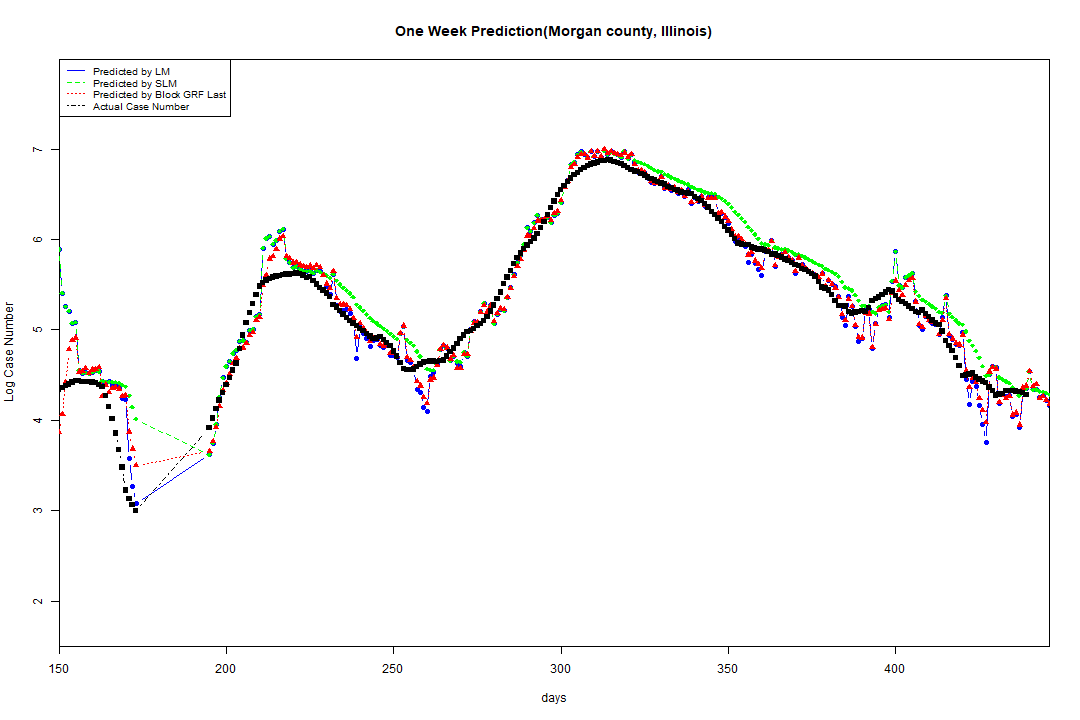 One Week Prediction(Morgan county, Illinois)
Predicted by LM
Predicted by SLM
Predicted by Block GRF Last
Actual Case Number
Log Case Number
7
6
5
4
3
2
150 200 250 300 350 400
days